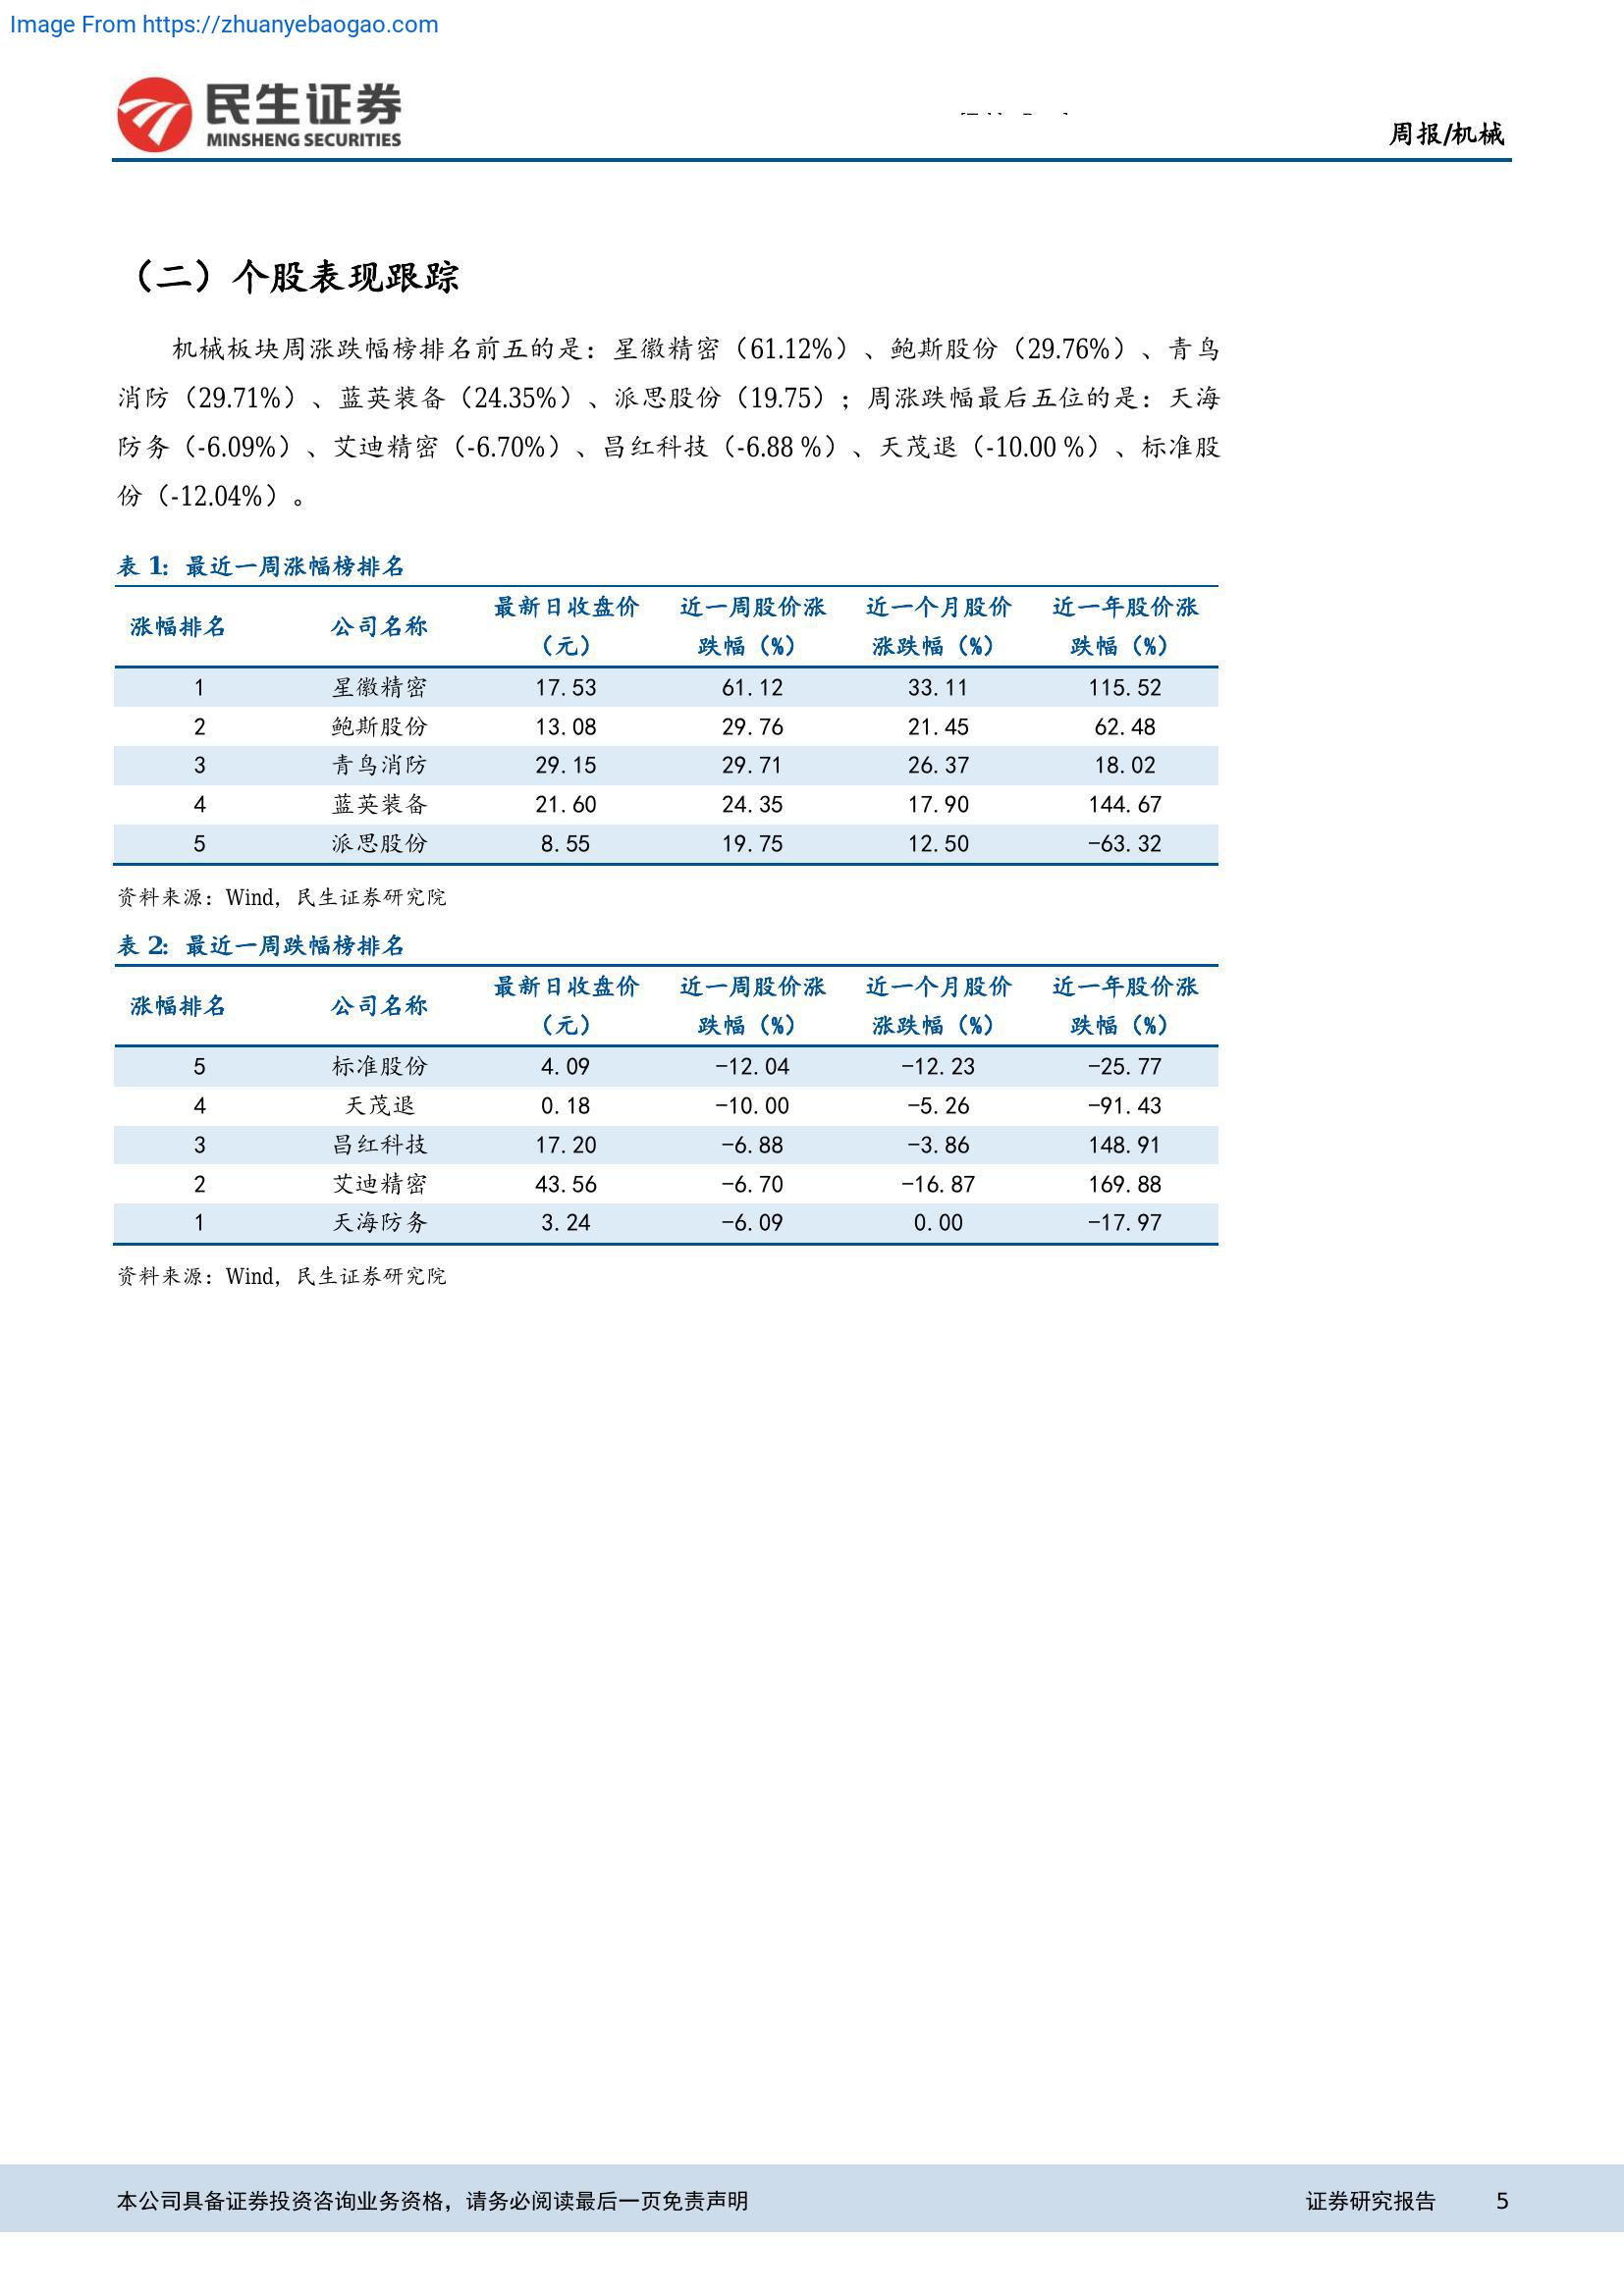 Image From https://zhuanyebaogao.com
民生证券
MINSHENG SECURITIES
周报/机械
（二）个股表现跟踪
机械板块周涨跌幅榜排名前五的是：星徽精密（61.12%）、鲍斯股份（29.76%）、青鸟
消防（29.71%）、蓝英装备（24.35%）、派思股份（19.75）；周涨跌幅最后五位的是：天海
防务（-6.09%）、艾迪精密（-6.70%）、昌红科技（-6.88 %）、天茂退（-10.00 %）、标准股
份（-12.04%）。
表 1: 最近一周涨幅榜排名
涨幅排名 公司名称 最新日收盘价（元） 近一周股价涨跌幅（%） 近一个月股价涨跌幅（%） 近一年股价涨跌幅（%）
1 星徽精密 17.53 61.12 33.11 115.52
2 鲍斯股份 13.08 29.76 21.45 62.48
3 青鸟消防 29.15 29.71 26.37 18.02
4 蓝英装备 21.60 24.35 17.90 144.67
5 派思股份 8.55 19.75 12.50 -63.32
资料来源：Wind，民生证券研究院
表 2: 最近一周跌幅榜排名
涨幅排名 公司名称 最新日收盘价（元） 近一周股价涨跌幅（%） 近一个月股价涨跌幅（%） 近一年股价涨跌幅（%）
5 标准股份 4.09 -12.04 -12.23 -25.77
4 天茂退 0.18 -10.00 -5.26 -91.43
3 昌红科技 17.20 -6.88 -3.86 148.91
2 艾迪精密 43.56 -6.70 -16.87 169.88
1 天海防务 3.24 -6.09 0.00 -17.97
资料来源：Wind，民生证券研究院
本公司具备证券投资咨询业务资格，请务必阅读最后一页免责声明 证券研究报告 5